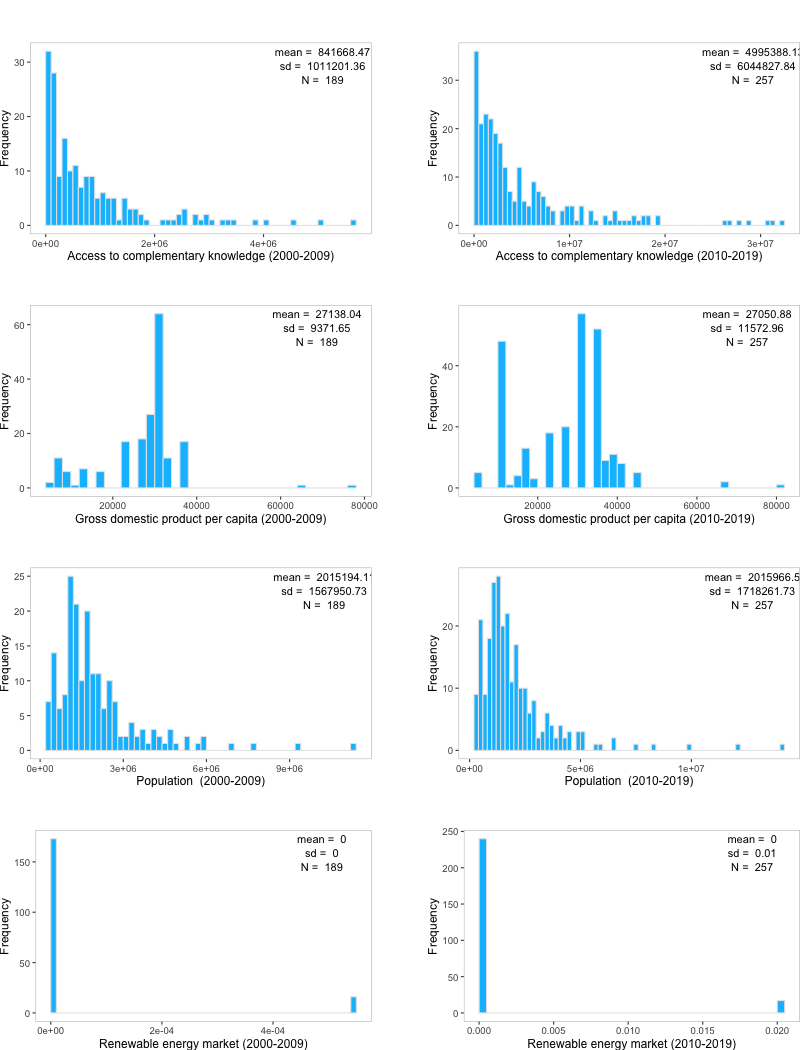 mean = 841668.47
sd = 1011201.36
N = 189
Frequency
30
20
10
0
0e+00 2e+06 4e+06
Access to complementary knowledge (2000-2009)
mean = 4995388.13
sd = 6044827.84
N = 257
Frequency
30
20
10
0
0e+00 1e+07 2e+07 3e+07
Access to complementary knowledge (2010-2019)
mean = 27138.04
sd = 9371.65
N = 189
Frequency
60
40
20
0
20000 40000 60000 80000
Gross domestic product per capita (2000-2009)
mean = 27050.88
sd = 11572.96
N = 257
Frequency
40
20
0
20000 40000 60000 80000
Gross domestic product per capita (2010-2019)
mean = 2015194.11
sd = 1567950.73
N = 189
Frequency
25
20
15
10
5
0
0e+00 3e+06 6e+06 9e+06
Population (2000-2009)
mean = 2015966.5
sd = 1718261.73
N = 257
Frequency
20
10
0
0e+00 5e+06 1e+07
Population (2010-2019)
mean = 0
sd = 0
N = 189
Frequency
150
100
50
0
0e+00 2e-04 4e-04
Renewable energy market (2000-2009)
mean = 0
sd = 0.01
N = 257
Frequency
250
200
150
100
50
0
0.000 0.005 0.010 0.015 0.020
Renewable energy market (2010-2019)